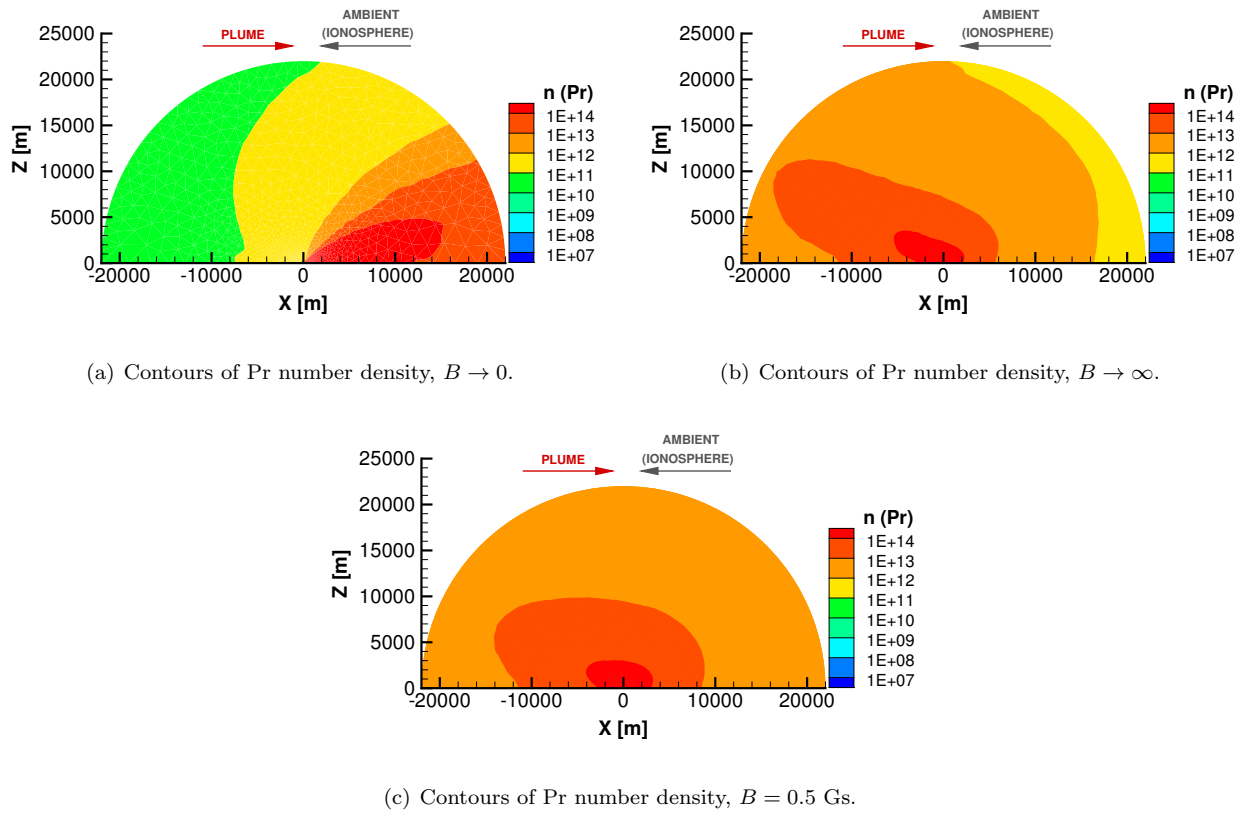 AMBIENT
PLUME (IONOSPHERE)
25000
20000
15000
10000
5000
0
Z [m]
-20000 -10000 0 10000 20000
X [m]
n (Pr)
1E+14
1E+13
1E+12
1E+11
1E+10
1E+09
1E+08
1E+07
(a) Contours of Pr number density, B → 0.
AMBIENT
PLUME (IONOSPHERE)
25000
20000
15000
10000
5000
0
Z [m]
-20000 -10000 0 10000 20000
X [m]
n (Pr)
1E+14
1E+13
1E+12
1E+11
1E+10
1E+09
1E+08
1E+07
(b) Contours of Pr number density, B → ∞.
AMBIENT
PLUME (IONOSPHERE)
25000
20000
15000
10000
5000
0
Z [m]
-20000 -10000 0 10000 20000
X [m]
n (Pr)
1E+14
1E+13
1E+12
1E+11
1E+10
1E+09
1E+08
1E+07
(c) Contours of Pr number density, B = 0.5 Gs.